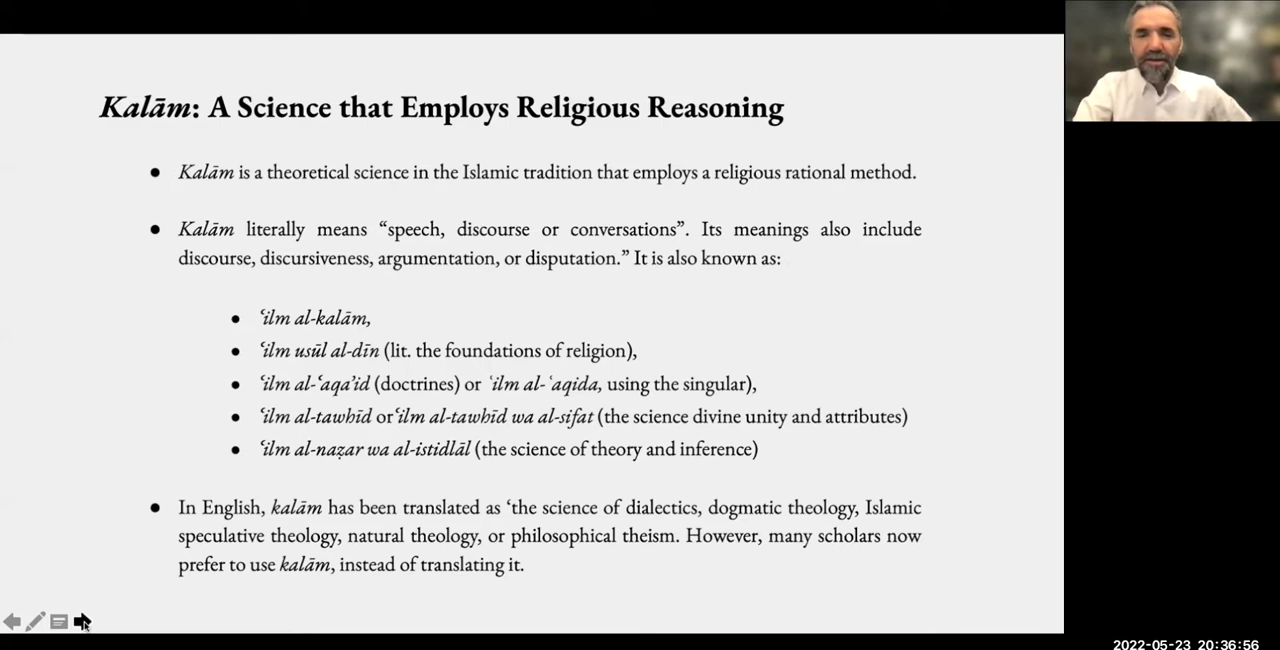 Kalām: A Science that Employs Religious Reasoning
● Kalām is a theoretical science in the Islamic tradition that employs a religious rational method.
● Kalām literally means “speech, discourse or conversations”. Its meanings also include
discourse, discursiveness, argumentation, or disputation.” It is also known as:
● ʿilm al-kalām,
● ʿilm usūl al-dīn (lit. the foundations of religion),
● ʿilm al-ʿaqa’id (doctrines) or ʿilm al-ʿaqida, using the singular),
● ʿilm al-tawhīd or ʿilm al-tawhīd wa al-sifat (the science divine unity and attributes)
● ʿilm al-naẓar wa al-istidlāl (the science of theory and inference)
● In English, kalām has been translated as ‘the science of dialectics, dogmatic theology, Islamic
speculative theology, natural theology, or philosophical theism. However, many scholars now
prefer to use kalām, instead of translating it.
2022-05-23 20:36:56